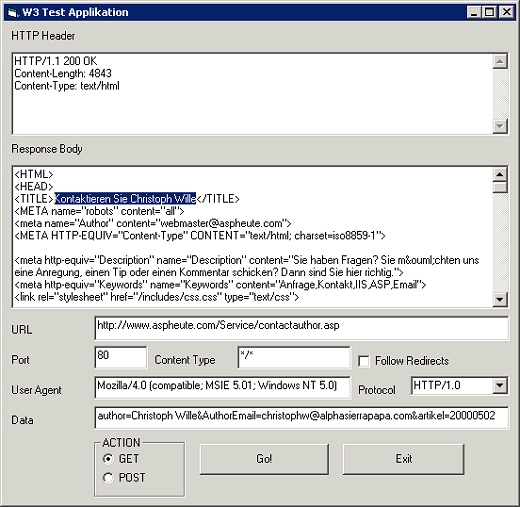 W3 Test Applikation
HTTP Header
HTTP/1.1 200 OK
Content-Length: 4843
Content-Type: text/html
Response Body
<HTML>
<HEAD>
<TITLE>Kontaktieren Sie Christoph Wille</TITLE>
<META name="robots" content="all">
<meta name="Author" content="webmaster@aspheute.com">
<META HTTP-EQUIV="Content-Type" CONTENT="text/html; charset=iso8859-1">
<meta http-equiv="Description" name="Description" content="Sie haben Fragen? Sie m&ouml;chten uns
eine Anregung, einen Tip oder einen Kommentar schicken? Dann sind Sie hier richtig.">
<meta http-equiv="Keywords" name="Keywords" content="Anfrage,Kontakt,IIS,ASP,Email">
<link rel="stylesheet" href="/includes/css.css" type="text/css">
URL http://www.aspheute.com/Service/contactauthor.asp
Port 80 Content Type */* Follow Redirects
User Agent Mozilla/4.0 (compatible; MSIE 5.01; Windows NT 5.0) Protocol HTTP/1.0
Data author=Christoph Wille&AuthorEmail=christophw@alphasierrapapa.com&artikel=20000502
ACTION
GET
POST
Go!
Exit